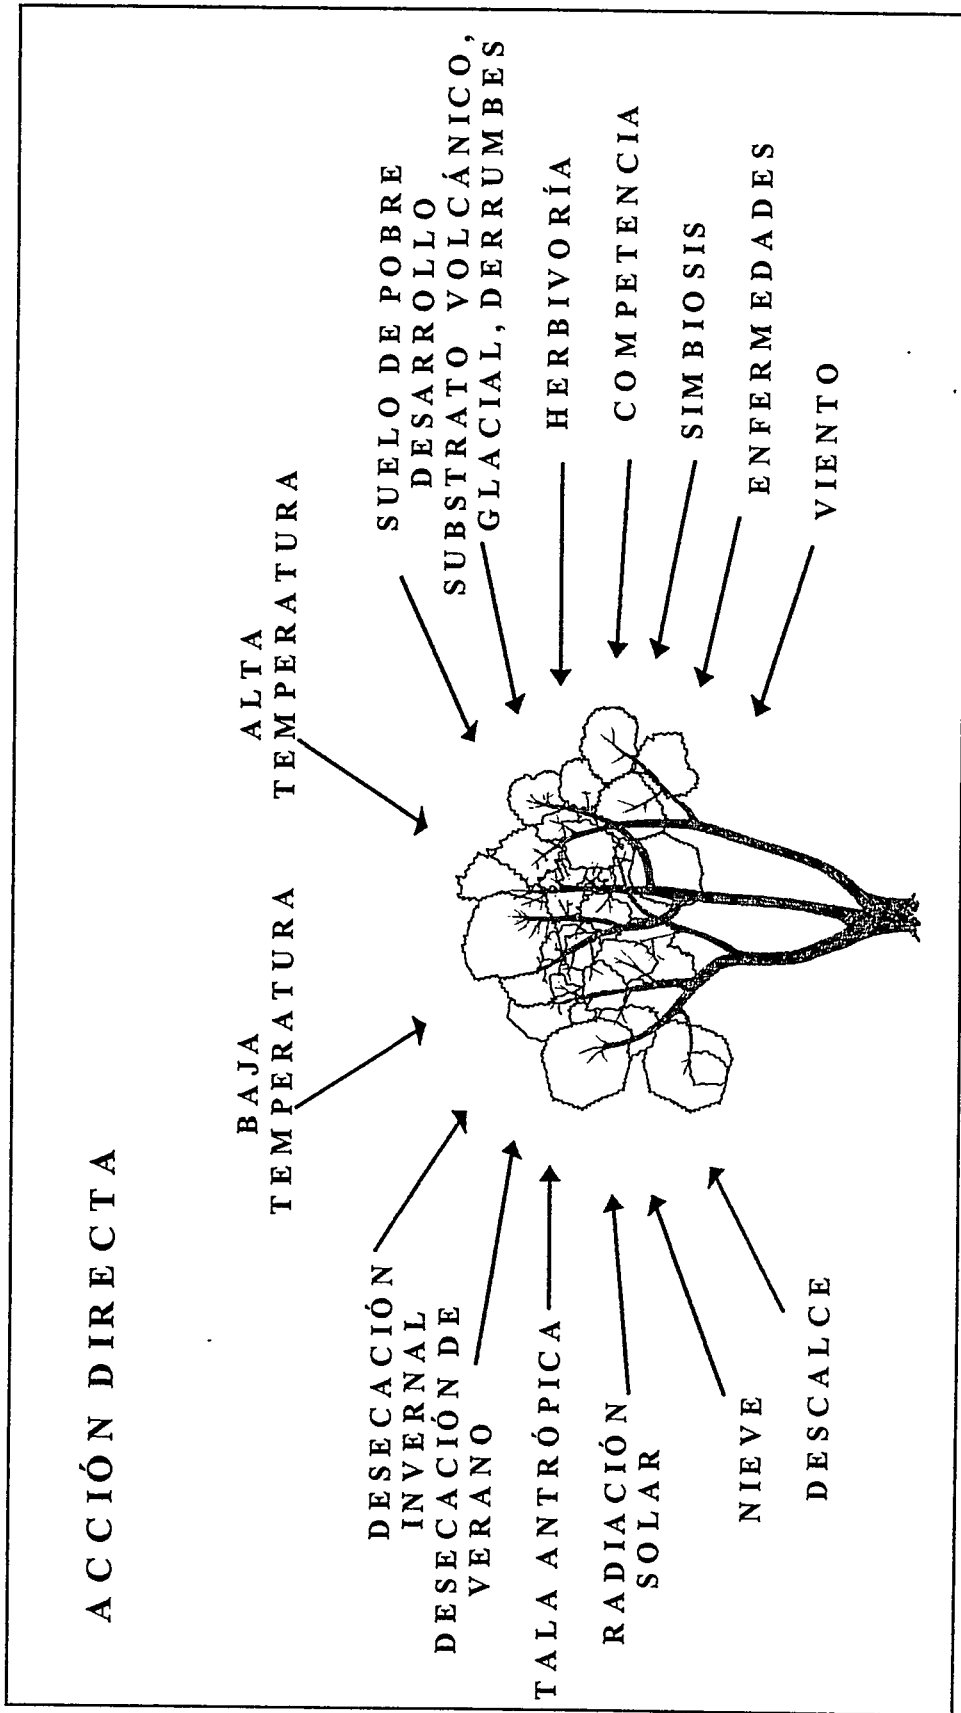 ACCIÓN DIRECTA
BAJA
TEMPERATURA
ALTA
TEMPERATURA
DESECACIÓN
INVERNAL
DESECACIÓN DE
VERANO
TALA ANTRÓPICA
RADIACIÓN
SOLAR
NIEVE
DESCALCE
SUELO DE POBRE
DESARROLLO
SUBSTRATO VOLCÁNICO,
GLACIAL, DERRUMBES
HERBIVORÍA
COMPETENCIA
SIMBIOSIS
ENFERMEDADES
VIENTO